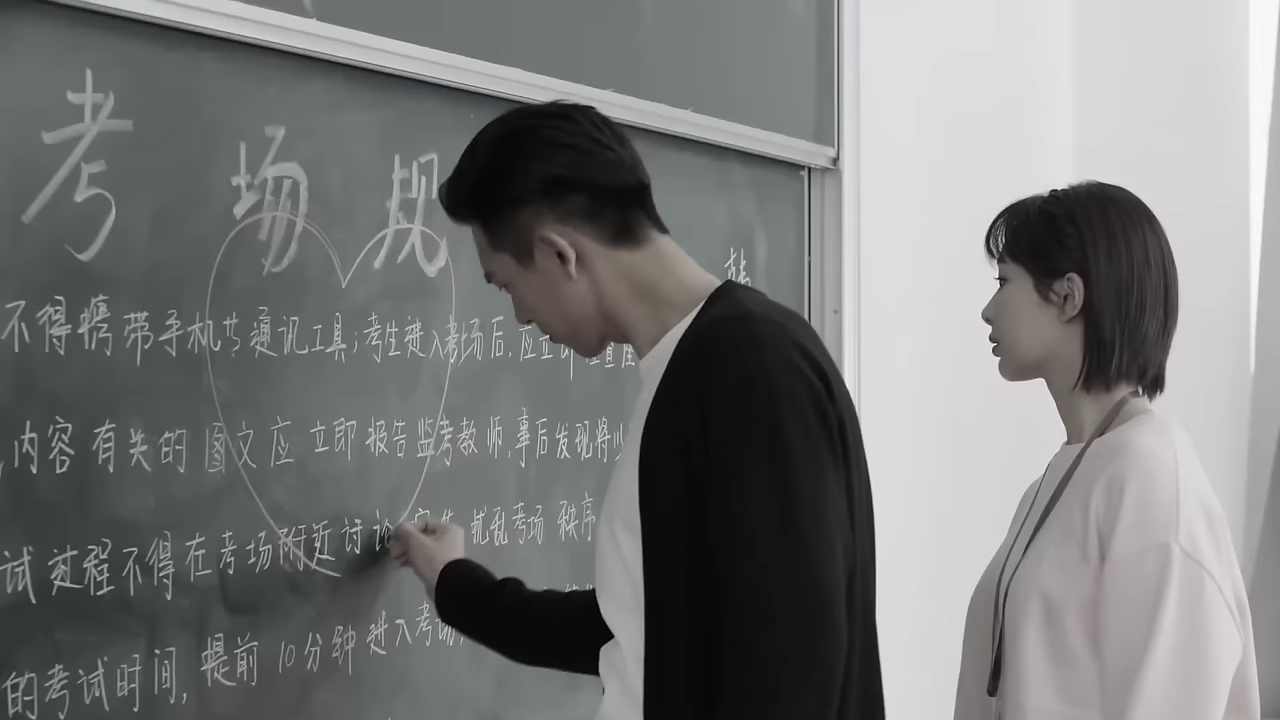 考场规
不得携带手机等通讯工具;考生进入考场后,应立即
内容有关的图文应立即报告监考教师,事后发现将以
试过程不得在考场附近讨论 扰乱考场秩序
的考试时间,提前10分钟进入考场,